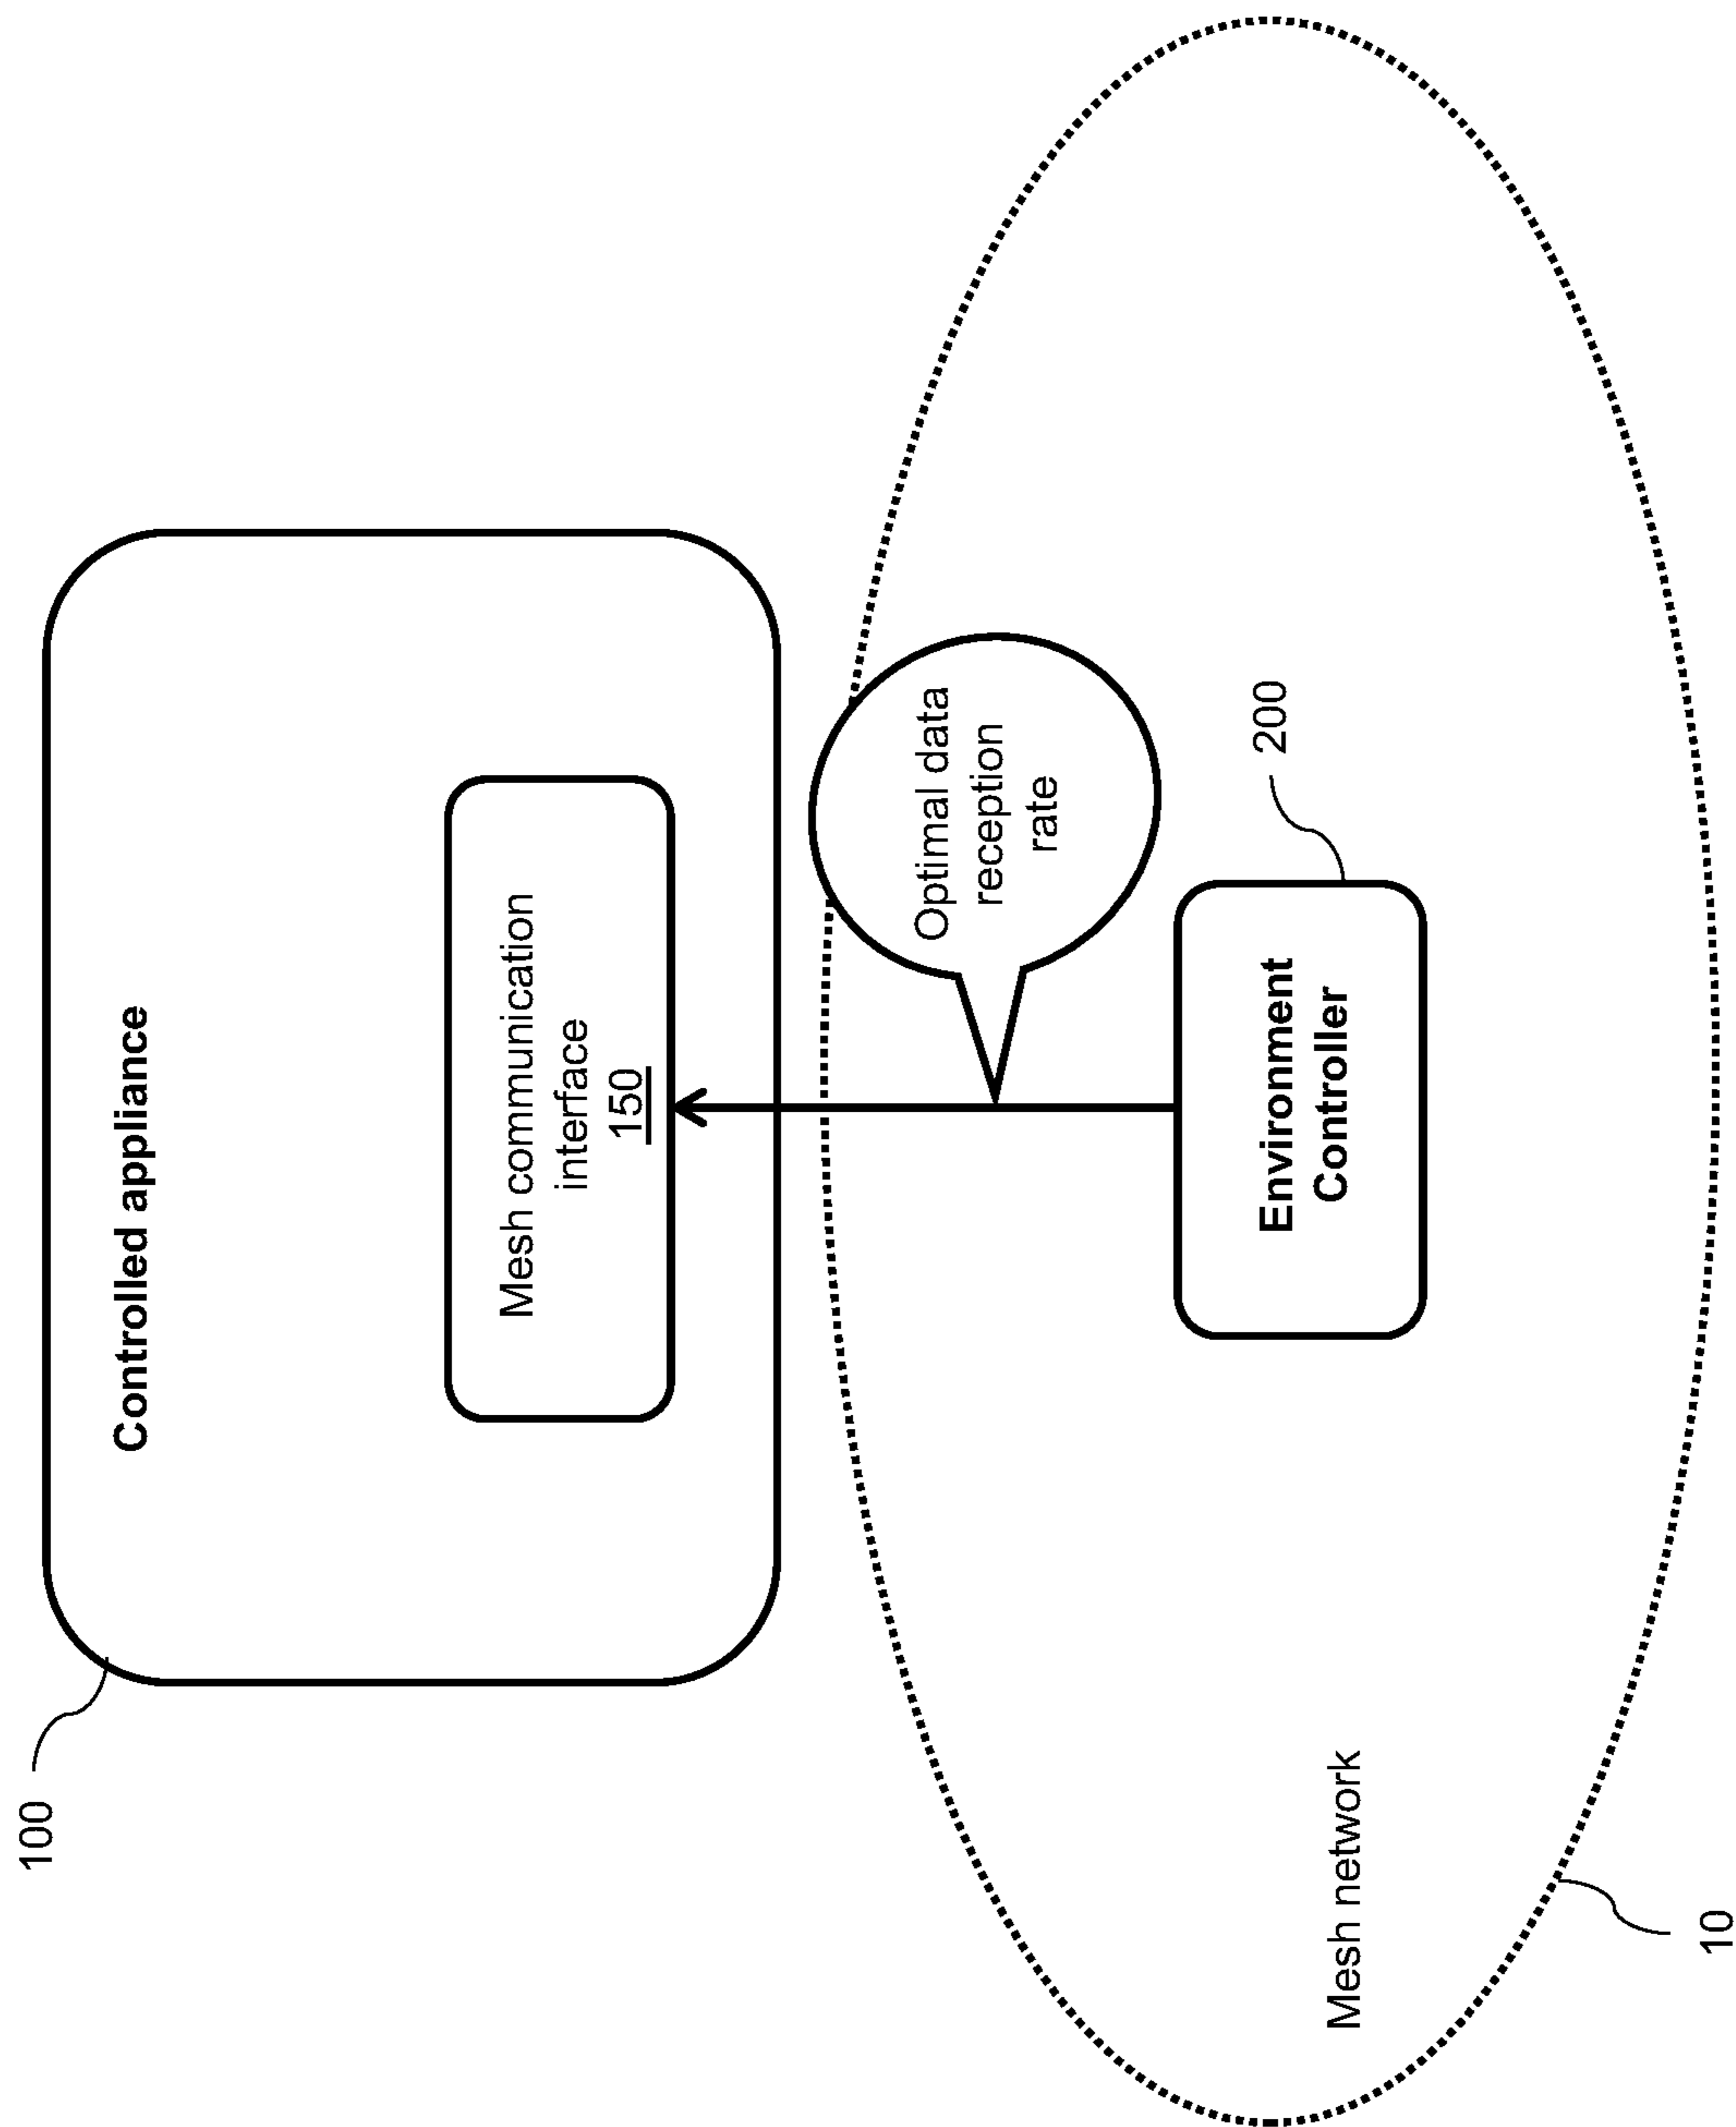 100
Controlled appliance
Mesh communication
interface
150
Optimal data
reception
rate
200
Environment
Controller
Mesh network
10